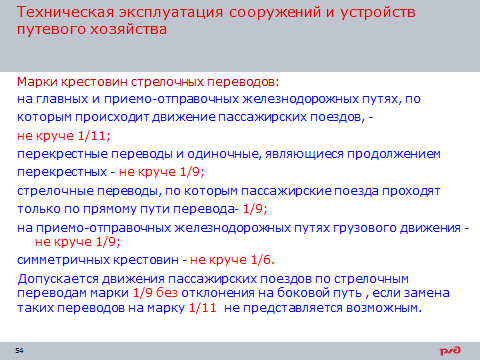 Техническая эксплуатация сооружений и устройств
путевого хозяйства
Марки крестовин стрелочных переводов:
на главных и приемо-отправочных железнодорожных путях, по
которым происходит движение пассажирских поездов, -
не круче 1/11;
перекрестные переводы и одиночные, являющиеся продолжением
перекрестных - не круче 1/9;
стрелочные переводы, по которым пассажирские поезда проходят
только по прямому пути перевода- 1/9;
на приемо-отправочных железнодорожных путях грузового движения -
не круче 1/9;
симметричных крестовин - не круче 1/6.
Допускается движения пассажирских поездов по стрелочным
переводам марки 1/9 без отклонения на боковой путь , если замена
таких переводов на марку 1/11 не представляется возможным.
54
ржд